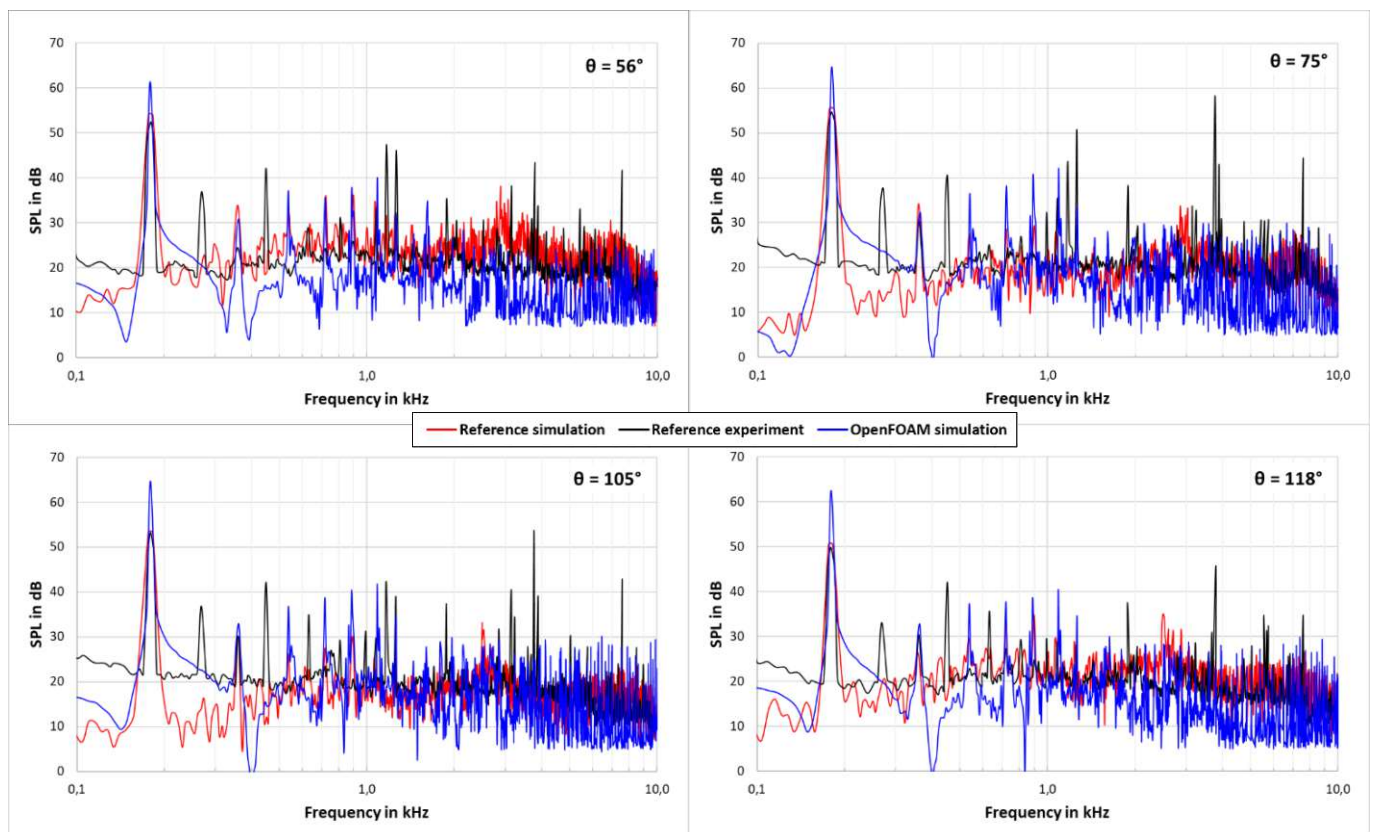 θ = 56°
SPL in dB
70
60
50
40
30
20
10
0
0,1 1,0 10,0
Frequency in kHz
θ = 75°
SPL in dB
70
60
50
40
30
20
10
0
0,1 1,0 10,0
Frequency in kHz
Reference simulation Reference experiment OpenFOAM simulation
θ = 105°
SPL in dB
70
60
50
40
30
20
10
0
0,1 1,0 10,0
Frequency in kHz
θ = 118°
SPL in dB
70
60
50
40
30
20
10
0
0,1 1,0 10,0
Frequency in kHz